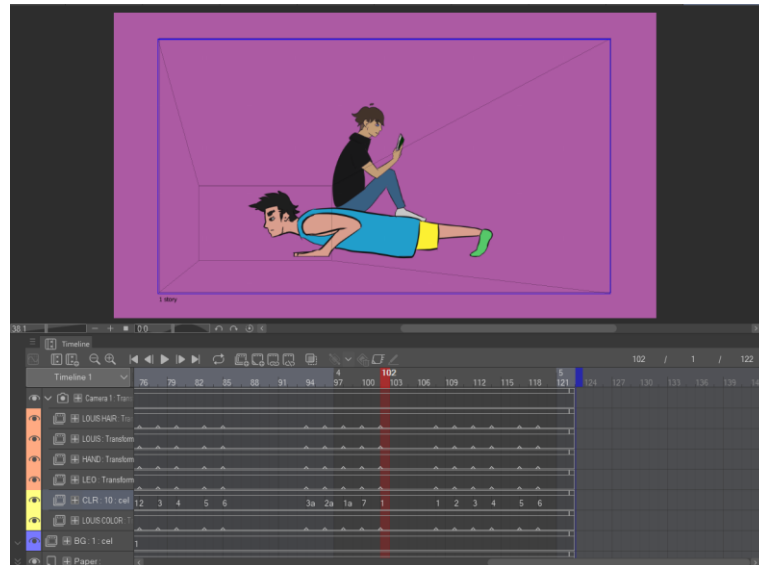 1 story
38.1
0.0
Timeline
102 / 1 / 122
Timeline 1
4 102 5
76 79 82 85 88 91 94 97 100 103 106 109 112 115 118 121 124 127 130 133 136 139
Camera 1 : Trans
LOUIS HAIR: Tra
LOUIS: Transform
HAND: Transform
LEO : Transform
CLR : 10 : cel 12 3 4 5 6 3a 2a 1a 7 1 1 2 3 4 5 6
LOUIS COLOR
BG : 1 : cel 1
Paper :